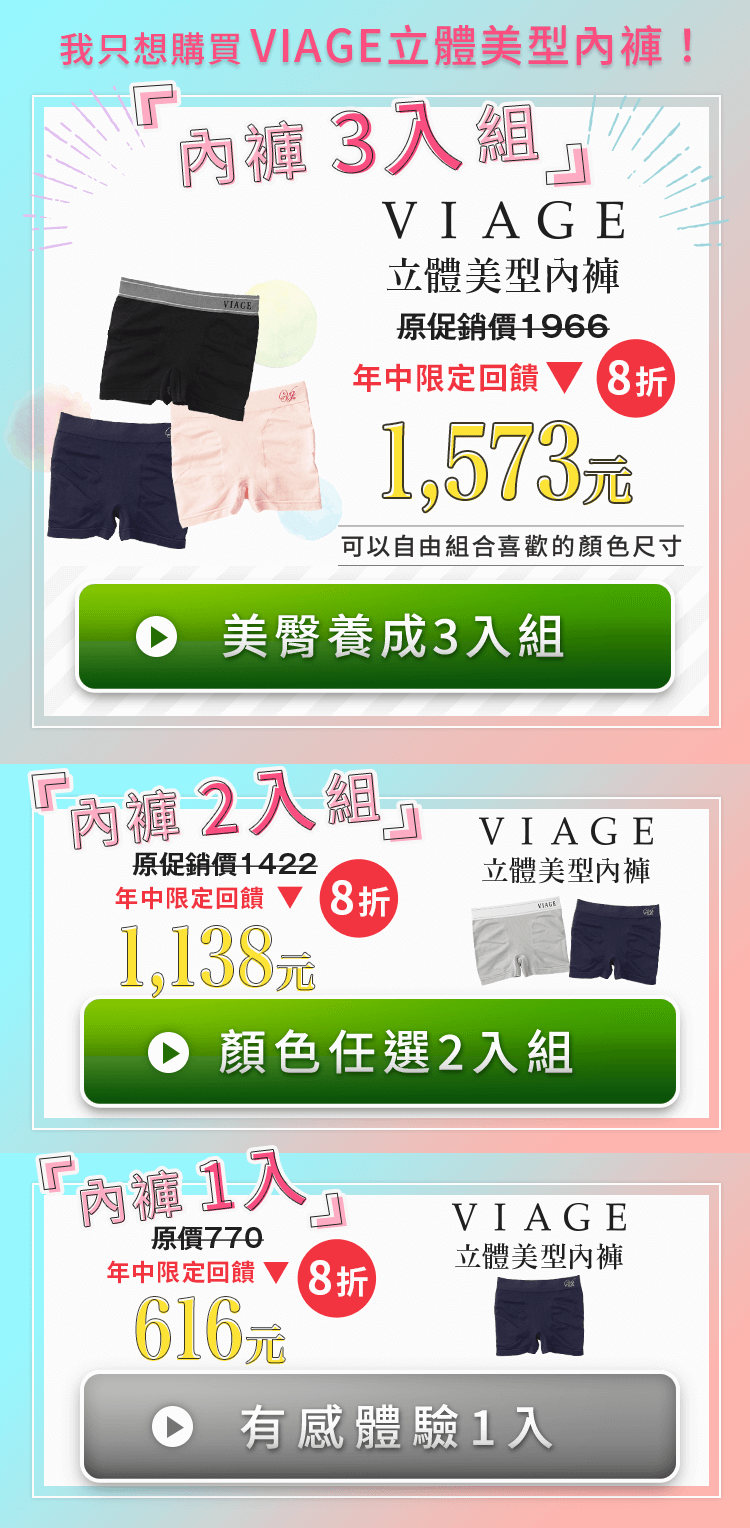 我只想購買VIAGE立體美型內褲！
『內褲3入組』
VIAGE
立體美型內褲
原促銷價1966
年中限定回饋▼ 8折
1,573元
可以自由組合喜歡的顏色尺寸
VIAGE
美臀養成3入組
『內褲2入組』
原促銷價1422
年中限定回饋▼ 8折
1,138元
VIAGE
立體美型內褲
VIAGE
顏色任選2入組
『內褲1入』
原價770
年中限定回饋▼ 8折
616元
VIAGE
立體美型內褲
有感體驗1入